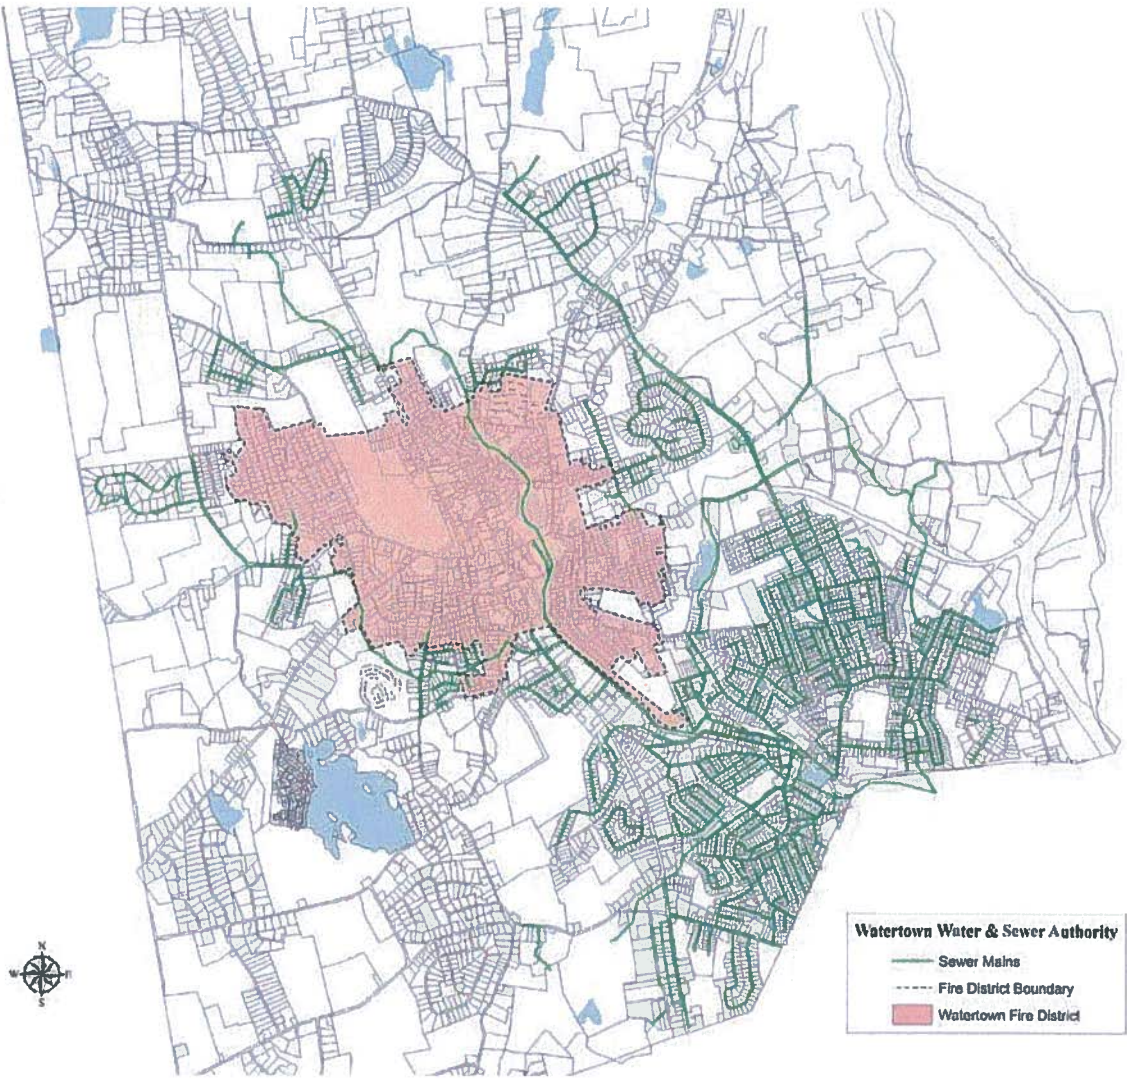 Watertown Water & Sewer Authority
Sewer Mains
Fire District Boundary
Watertown Fire District
N
W E
S